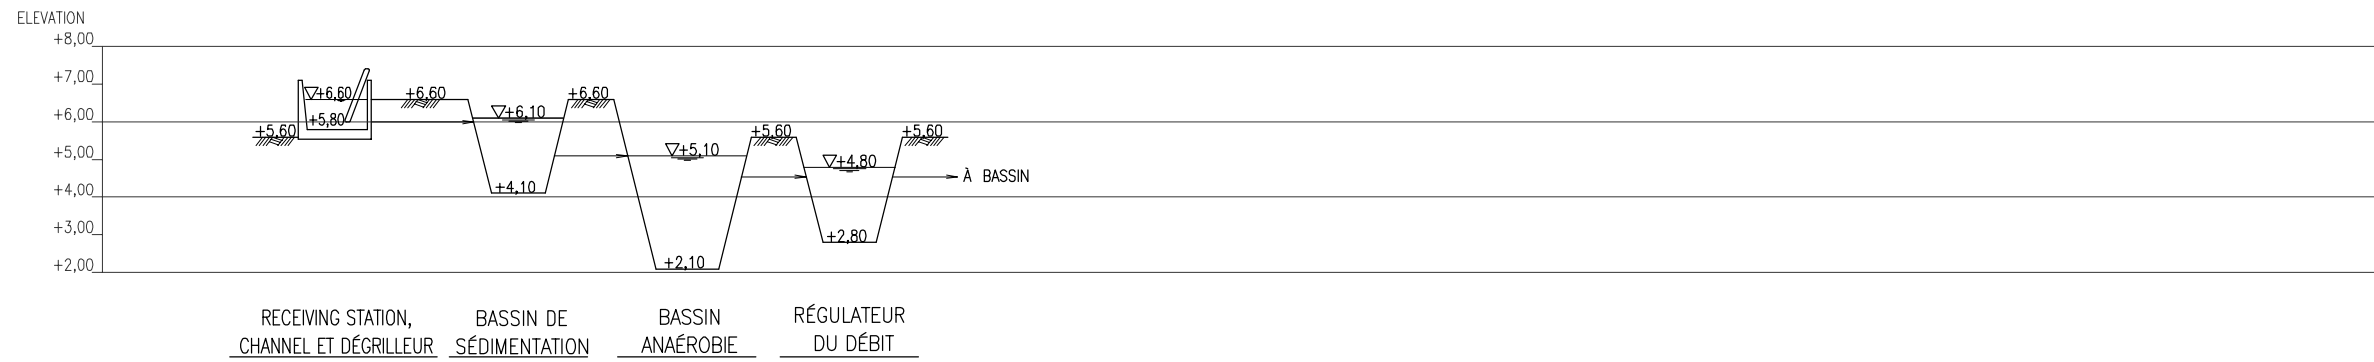 ELEVATION
+8,00
+7,00
+6,00
+5,00
+4,00
+3,00
+2,00
+6,60
+5,80
+5,60
+6,60
+6,10
+4,10
+6,60
+5,10
+2,10
+5,60
+4,80
+2,80
+5,60
À BASSIN
RECEIVING STATION,
CHANNEL ET DÉGRILLEUR
BASSIN DE
SÉDIMENTATION
BASSIN
ANAÉROBIE
RÉGULATEUR
DU DÉBIT